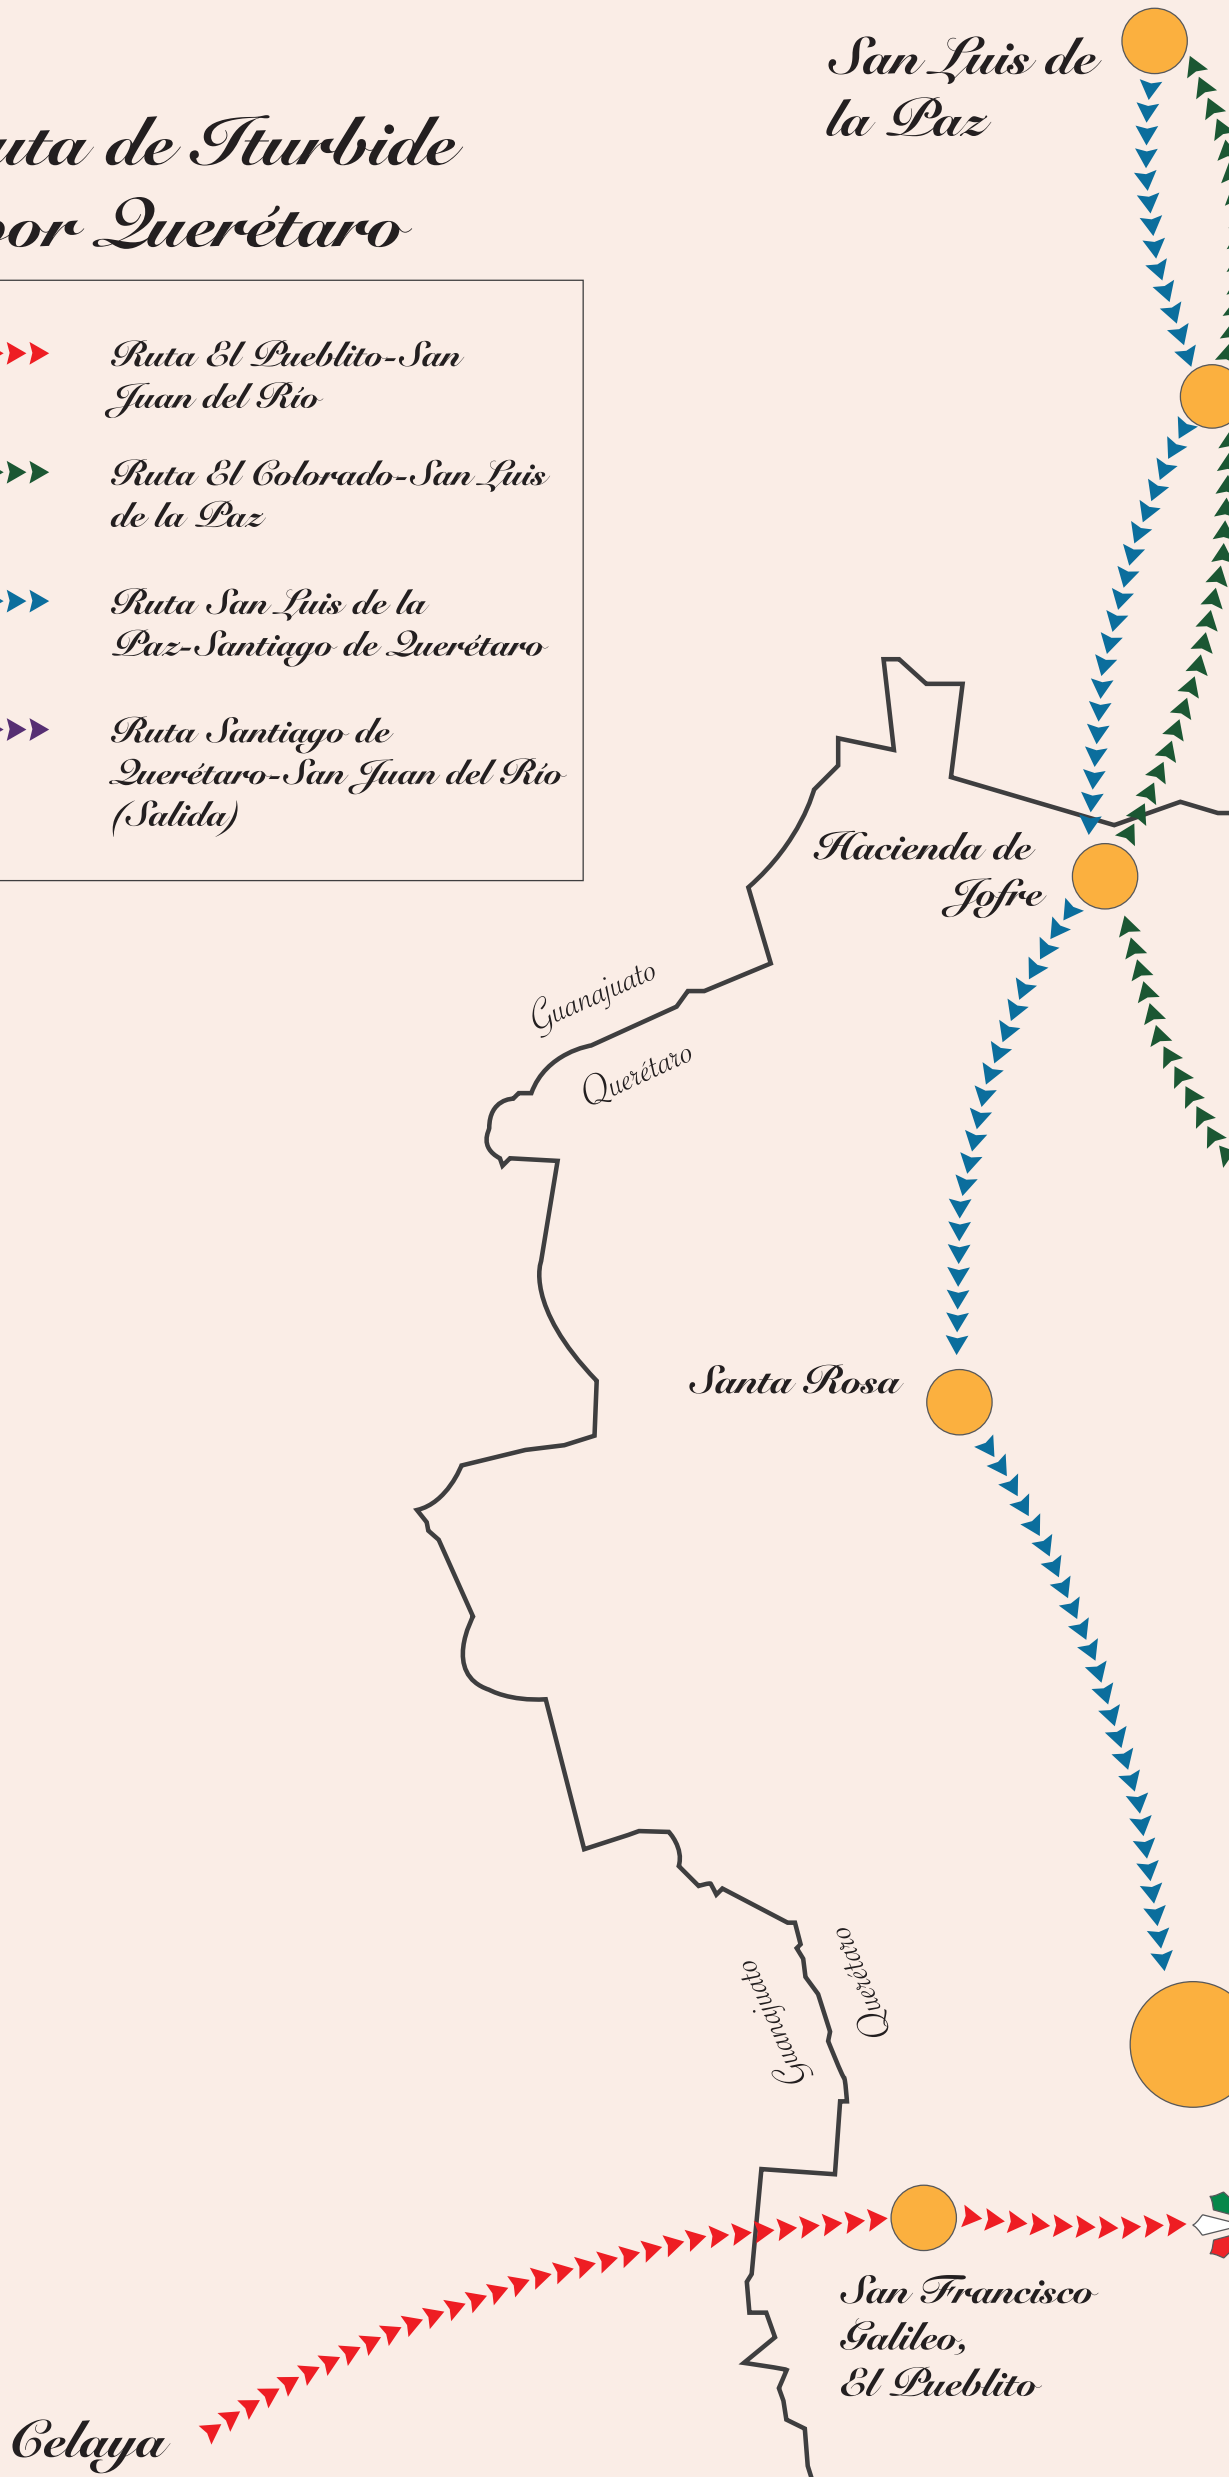 San Luis de
la Paz
uta de Iturbide
por Querétaro
Ruta El Pueblito-San
Juan del Río
Ruta El Colorado-San Luis
de la Paz
Ruta San Luis de la
Paz-Santiago de Querétaro
Ruta Santiago de
Querétaro-San Juan del Río
(Salida)
Hacienda de
Jofre
Guanajuato
Querétaro
Santa Rosa
Querétaro
Guanajuato
San Francisco
Galileo,
El Pueblito
Celaya